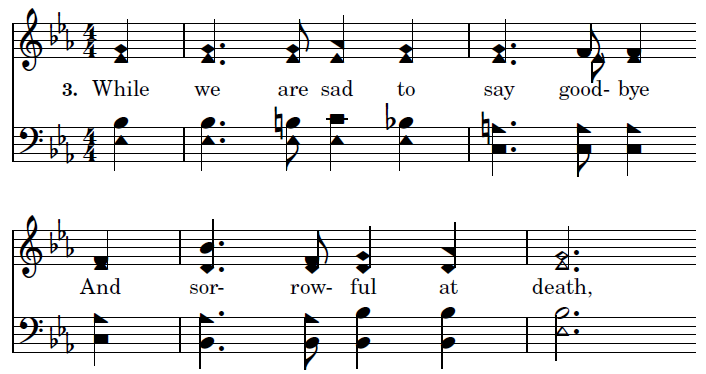 3. While we are sad to say good- bye
And sor- row- ful at death,